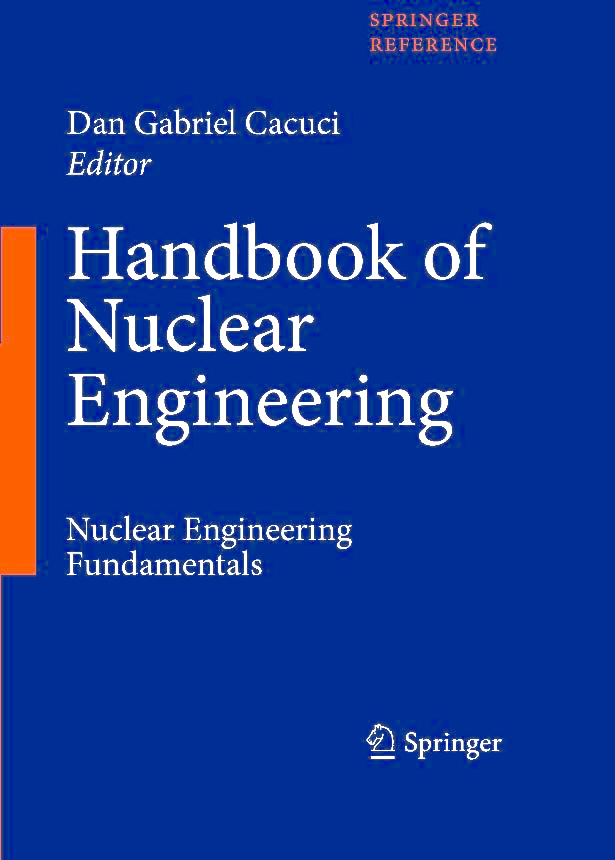 SPRINGER
REFERENCE
Dan Gabriel Cacuci
Editor
Handbook of
Nuclear
Engineering
Nuclear Engineering
Fundamentals
Springer